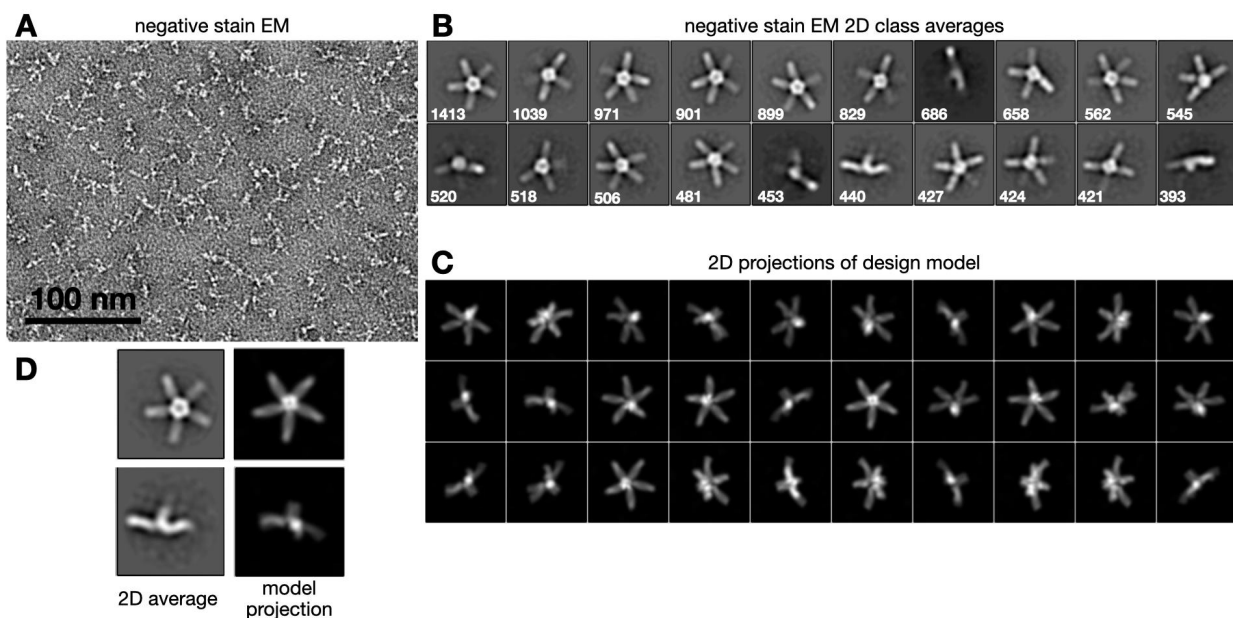 A
negative stain EM
100 nm
B
negative stain EM 2D class averages
1413 1039 971 901 899 829 686 658 562 545
520 518 506 481 453 440 427 424 421 393
C
2D projections of design model
D
2D average
model
projection